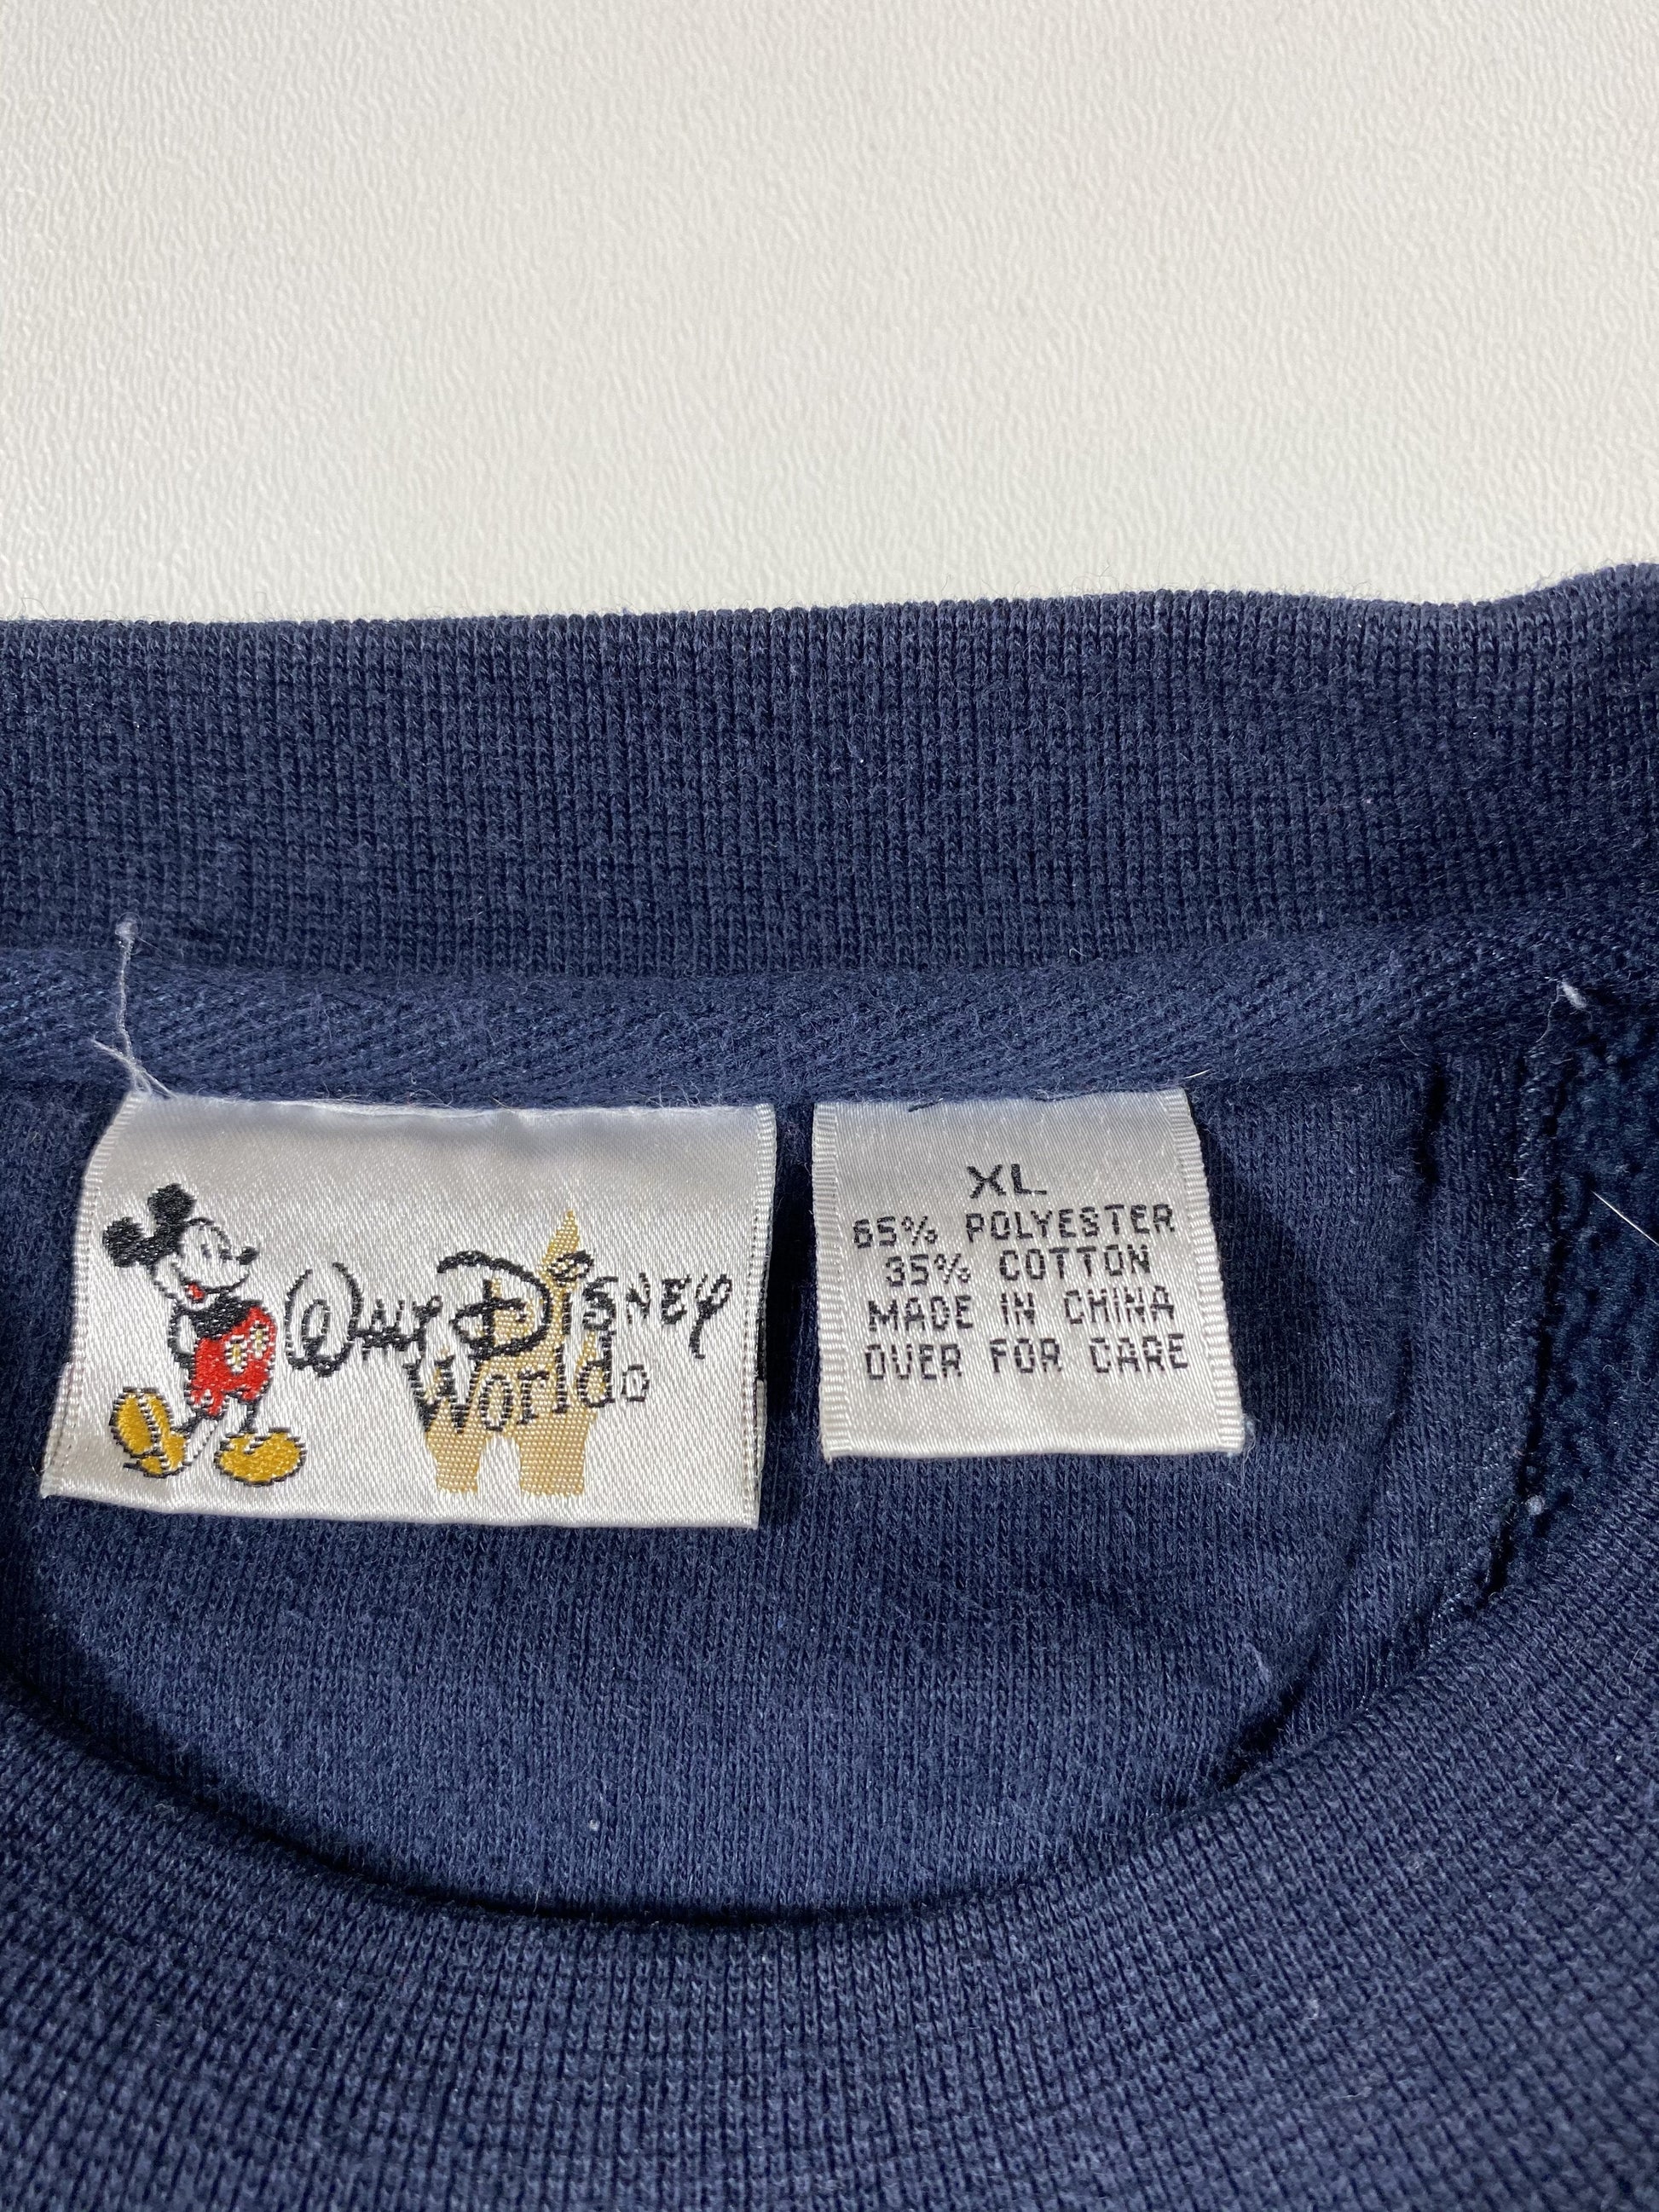 WALT DISNEY
World®
XL
65% POLYESTER
35% COTTON
MADE IN CHINA
OVER FOR CARE